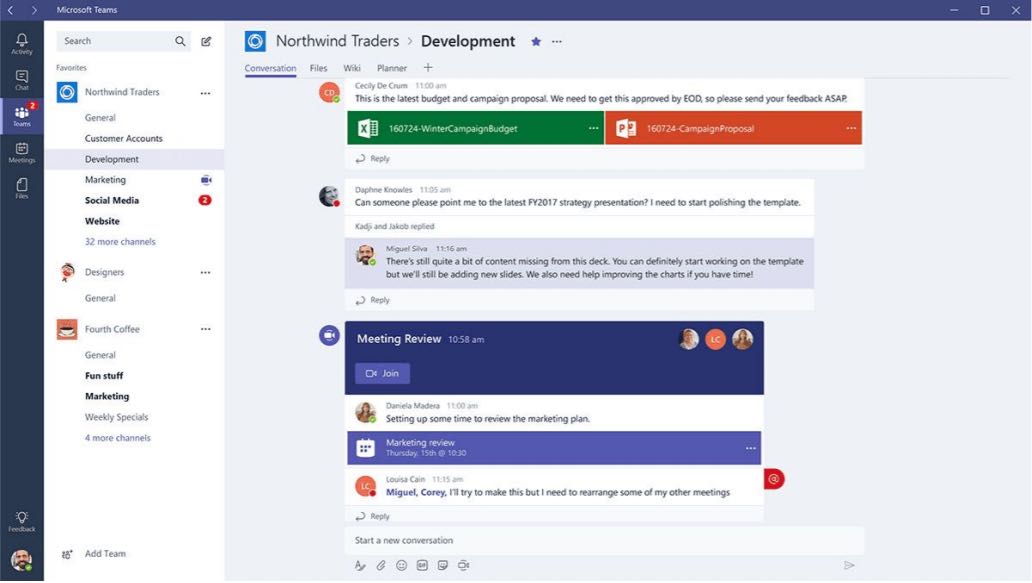 Microsoft Teams
Activity
Chat
2
Teams
Meetings
Files
Feedback
Search
Favorites
Northwind Traders
General
Customer Accounts
Development
Marketing
Social Media 2
Website
32 more channels
Designers
General
Fourth Coffee
General
Fun stuff
Marketing
Weekly Specials
4 more channels
Add Team
Northwind Traders > Development
Conversation Files Wiki Planner +
CD
Cecily De Crum 11:00 am
This is the latest budget and campaign proposal. We need to get this approved by EOD, so please send your feedback ASAP.
160724-WinterCampaignBudget
160724-CampaignProposal
Reply
Daphne Knowles 11:05 am
Can someone please point me to the latest FY2017 strategy presentation? I need to start polishing the template.
Kadji and Jakob replied
Miguel Silva 11:16 am
There's still quite a bit of content missing from this deck. You can definitely start working on the template
but we'll still be adding new slides. We also need help improving the charts if you have time!
Reply
Meeting Review 10:58 am
LC
Join
Daniela Madera 11:00 am
Setting up some time to review the marketing plan.
Marketing review
Thursday, 15th @ 10:30
LC
Louisa Cain 11:15 am
Miguel, Corey, I'll try to make this but I need to rearrange some of my other meetings
@
Reply
Start a new conversation
GIF